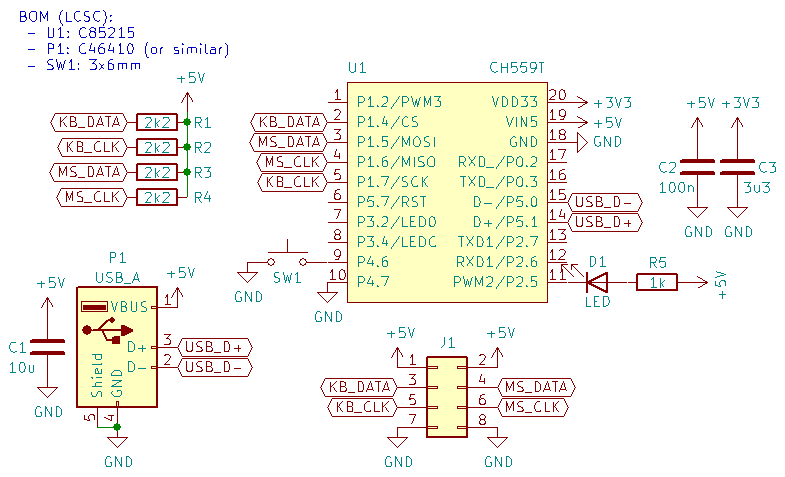 BOM (LCSC):
- U1: C85215
- P1: C46410 (or similar)
- SW1: 3x6mm
+5V
KB_DATA 2k2 R1
KB_CLK 2k2 R2
MS_DATA 2k2 R3
MS_CLK 2k2 R4
U1 CH559T
1 P1.2/PWM3 VDD33 20 +3V3
KB_DATA 2 P1.4/CS VIN5 19 +5V
MS_DATA 3 P1.5/MOSI GND 18 GND
MS_CLK 4 P1.6/MISO RXD_/P0.2 17
KB_CLK 5 P1.7/SCK TXD_/P0.3 16
6 P5.7/RST D-/P5.0 15 USB_D-
7 P3.2/LED0 D+/P5.1 14 USB_D+
8 P3.4/LEDC TXD1/P2.7 13
SW1 9 P4.6 RXD1/P2.6 12
GND
10 P4.7 PWM2/P2.5 11
GND
D1
LED
R5
1k
+5V
+5V +3V3
C2
100n
C3
3u3
GND GND
P1
USB_A
+5V
+5V
VBUS 1
D+ 3 USB_D+
D- 2 USB_D-
Shield
GND
5
4
C1
10u
GND
GND
J1
+5V +5V
1 2
KB_DATA 3 4 MS_DATA
KB_CLK 5 6 MS_CLK
7 8
GND GND